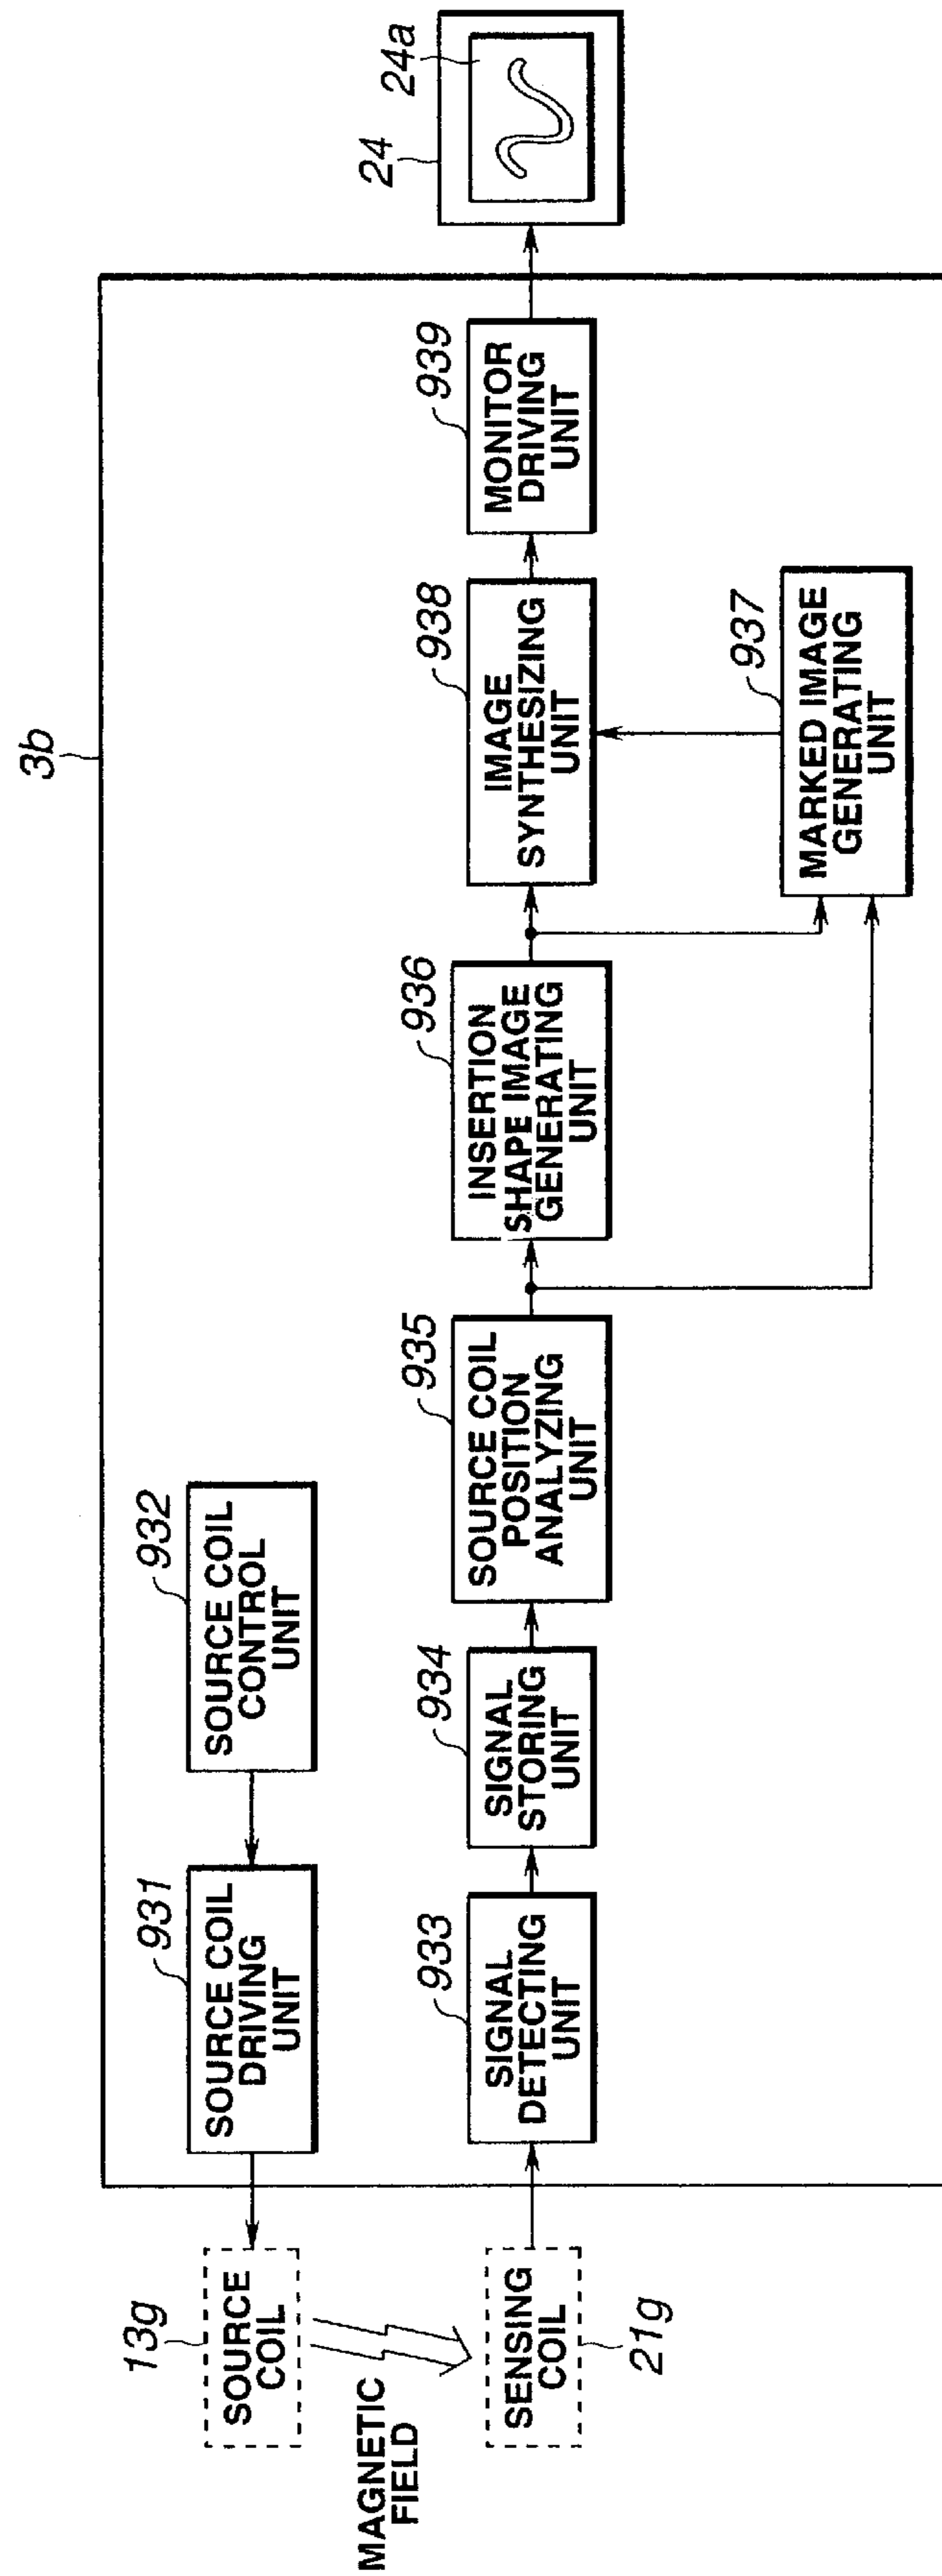 3b
13g
SOURCE
COIL
931
SOURCE COIL
DRIVING
UNIT
932
SOURCE COIL
CONTROL
UNIT
MAGNETIC
FIELD
SENSING
COIL
21g
933
SIGNAL
DETECTING
UNIT
934
SIGNAL
STORING
UNIT
935
SOURCE COIL
POSITION
ANALYZING
UNIT
936
INSERTION
SHAPE IMAGE
GENERATING
UNIT
938
IMAGE
SYNTHESIZING
UNIT
939
MONITOR
DRIVING
UNIT
24
24a
937
MARKED IMAGE
GENERATING
UNIT